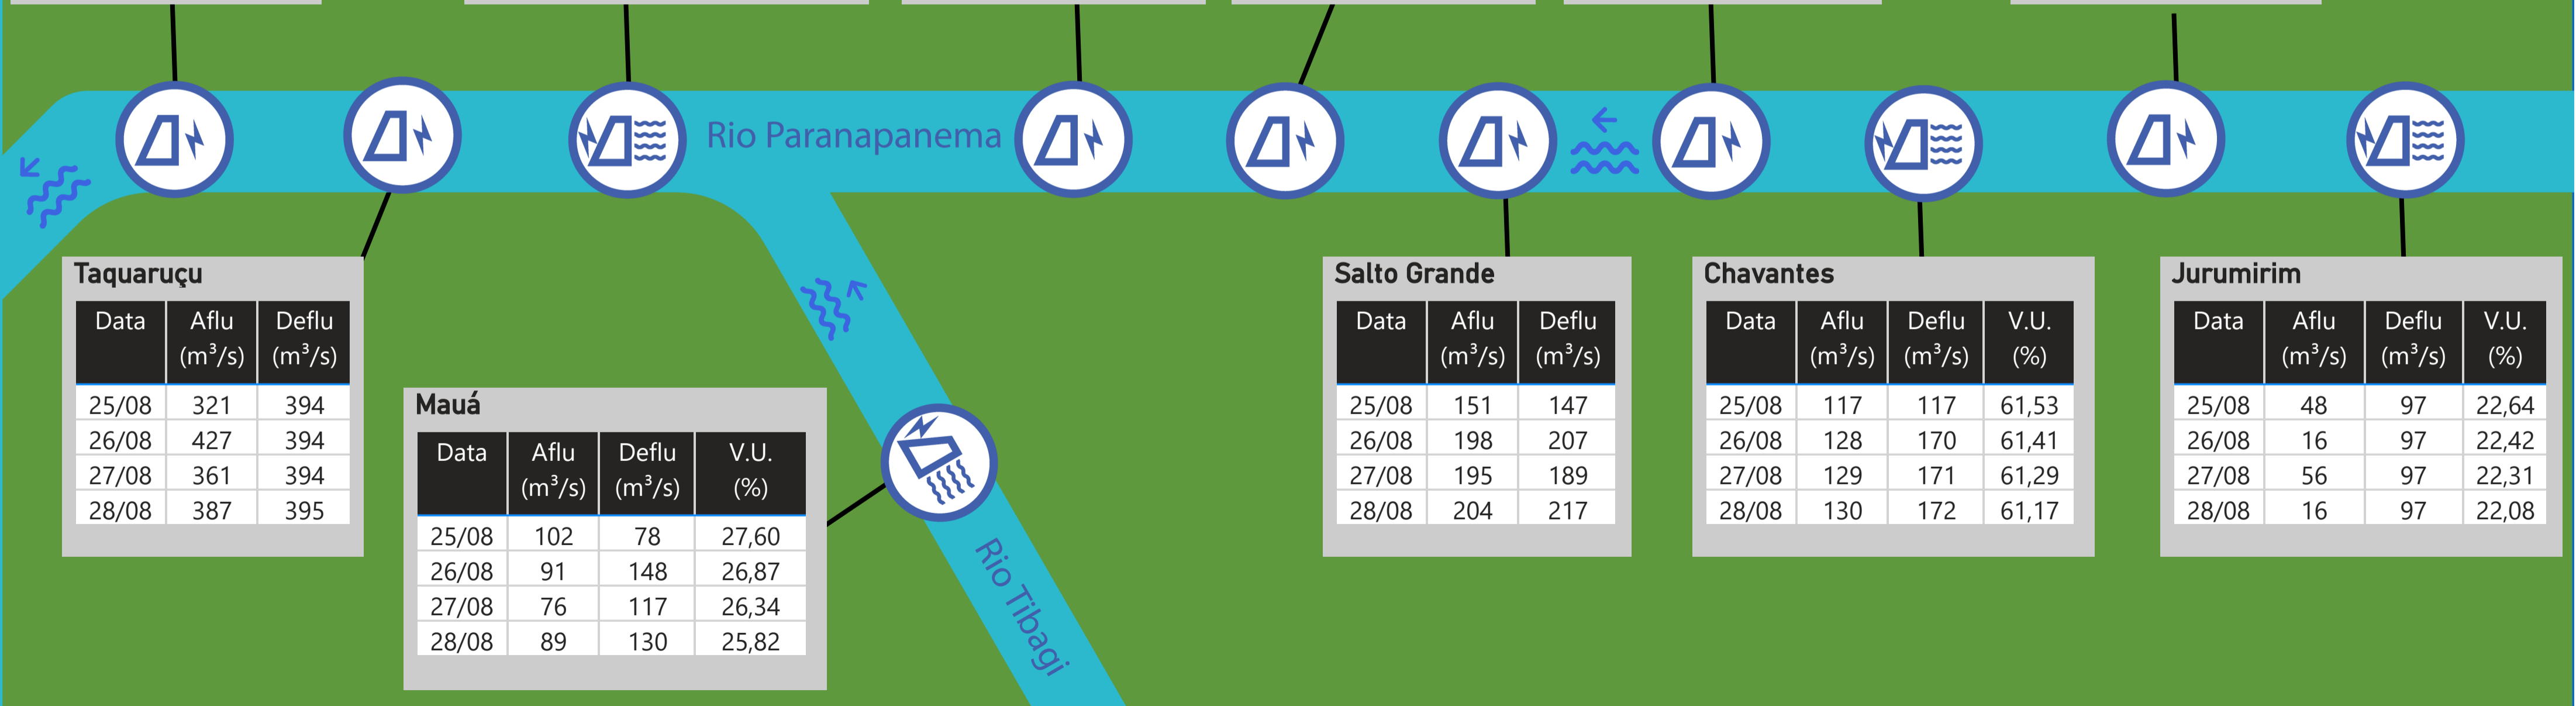 Rio Paranapanema
Taquaruçu
Data Aflu (m³/s) Deflu (m³/s)
25/08 321 394
26/08 427 394
27/08 361 394
28/08 387 395
Mauá
Data Aflu (m³/s) Deflu (m³/s) V.U. (%)
25/08 102 78 27,60
26/08 91 148 26,87
27/08 76 117 26,34
28/08 89 130 25,82
Rio Tibagi
Salto Grande
Data Aflu (m³/s) Deflu (m³/s)
25/08 151 147
26/08 198 207
27/08 195 189
28/08 204 217
Chavantes
Data Aflu (m³/s) Deflu (m³/s) V.U. (%)
25/08 117 117 61,53
26/08 128 170 61,41
27/08 129 171 61,29
28/08 130 172 61,17
Jurumirim
Data Aflu (m³/s) Deflu (m³/s) V.U. (%)
25/08 48 97 22,64
26/08 16 97 22,42
27/08 56 97 22,31
28/08 16 97 22,08